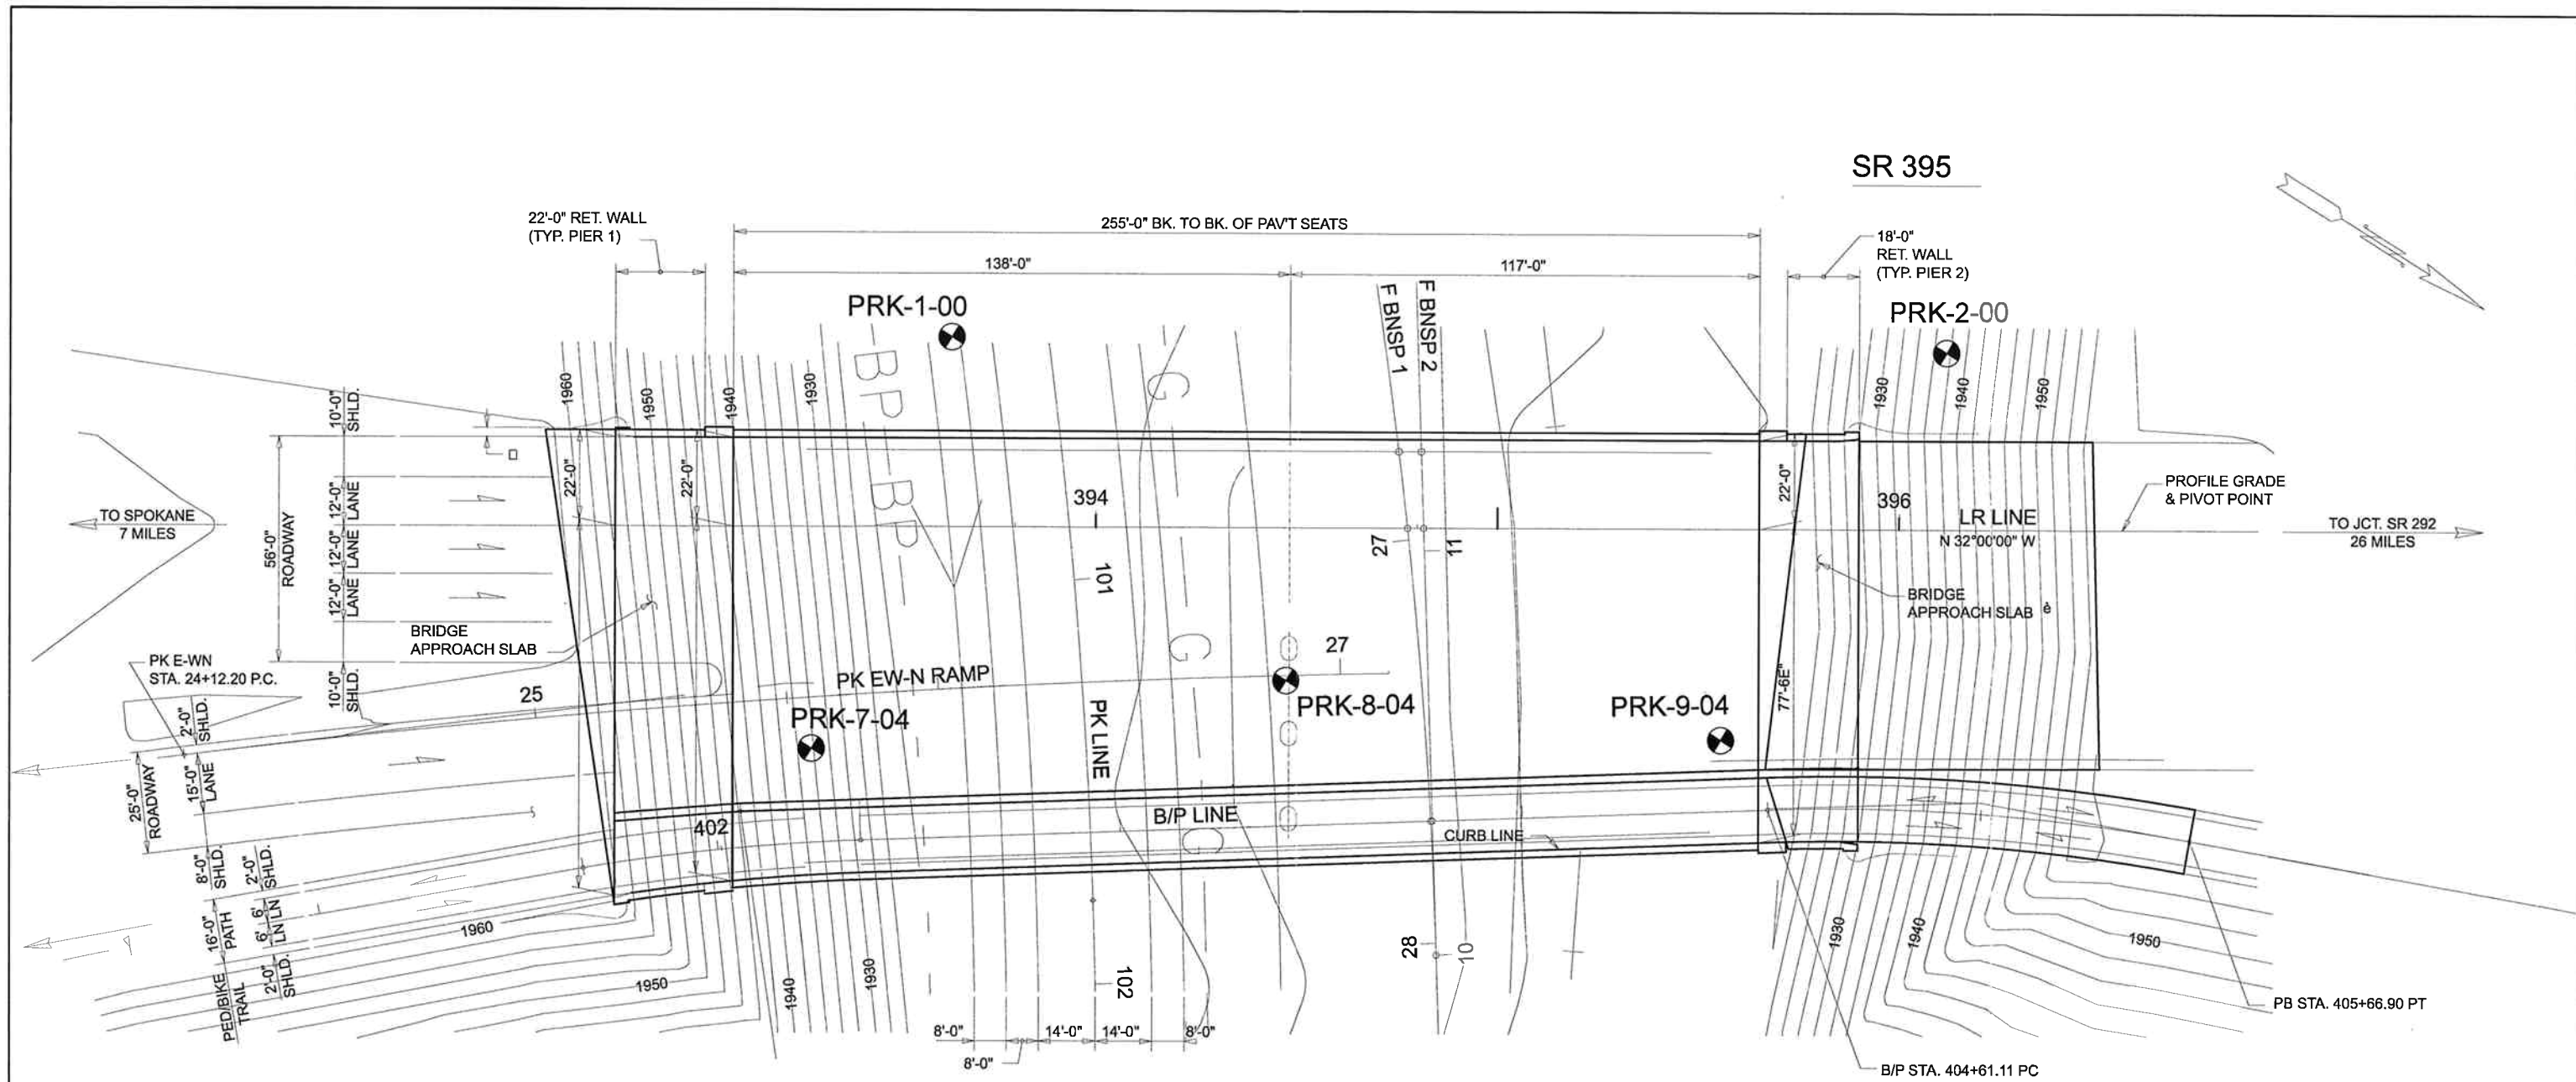 SR 395
22'-0" RET. WALL
(TYP. PIER 1)
255'-0" BK. TO BK. OF PAV'T SEATS
18'-0"
RET. WALL
(TYP. PIER 2)
138'-0"
117'-0"
PRK-1-00
F BNSP 1
F BNSP 2
PRK-2-00
1960
1950
1940
1930
BP
BP
G
1930
1940
1950
10'-0"
SHLD.
22'-0"
22'-0"
22'-0"
TO SPOKANE
7 MILES
56'-0"
ROADWAY
12'-0"
LANE
12'-0"
LANE
12'-0"
LANE
10'-0"
SHLD.
394
396
LR LINE
N 32°00'00" W
PROFILE GRADE
& PIVOT POINT
TO JCT. SR 292
26 MILES
27
11
101
BRIDGE
APPROACH SLAB
BRIDGE
APPROACH SLAB è
PK E-WN
STA. 24+12.20 P.C.
25
PK EW-N RAMP
G
27
77'-6E"
PRK-7-04
PK LINE
PRK-8-04
PRK-9-04
2'-0"
SHLD.
15'-0"
LANE
25'-0"
ROADWAY
8'-0"
SHLD.
2'-0"
SHLD.
6'
LN
6'
LN
16'-0"
PATH
2'-0"
SHLD.
PED/BIKE
TRAIL
402
B/P LINE
G
CURB LINE
1960
1950
1940
1930
102
28
10
1930
1940
1950
8'-0"
8'-0"
14'-0"
14'-0"
8'-0"
PB STA. 405+66.90 PT
B/P STA. 404+61.11 PC